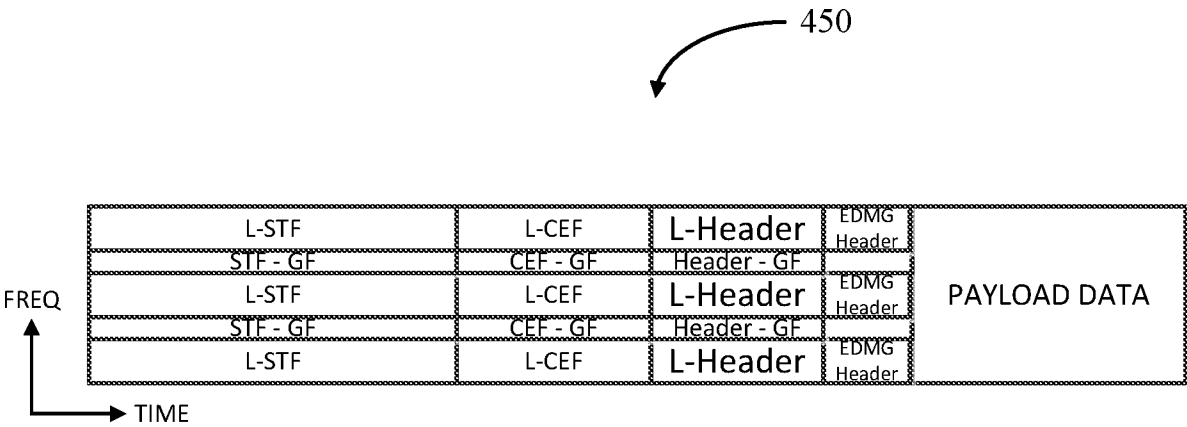 450
L-STF L-CEF L-Header EDMG
Header
STF - GF CEF - GF Header - GF
FREQ L-STF L-CEF L-Header EDMG
Header PAYLOAD DATA
STF - GF CEF - GF Header - GF
L-STF L-CEF L-Header EDMG
Header
TIME